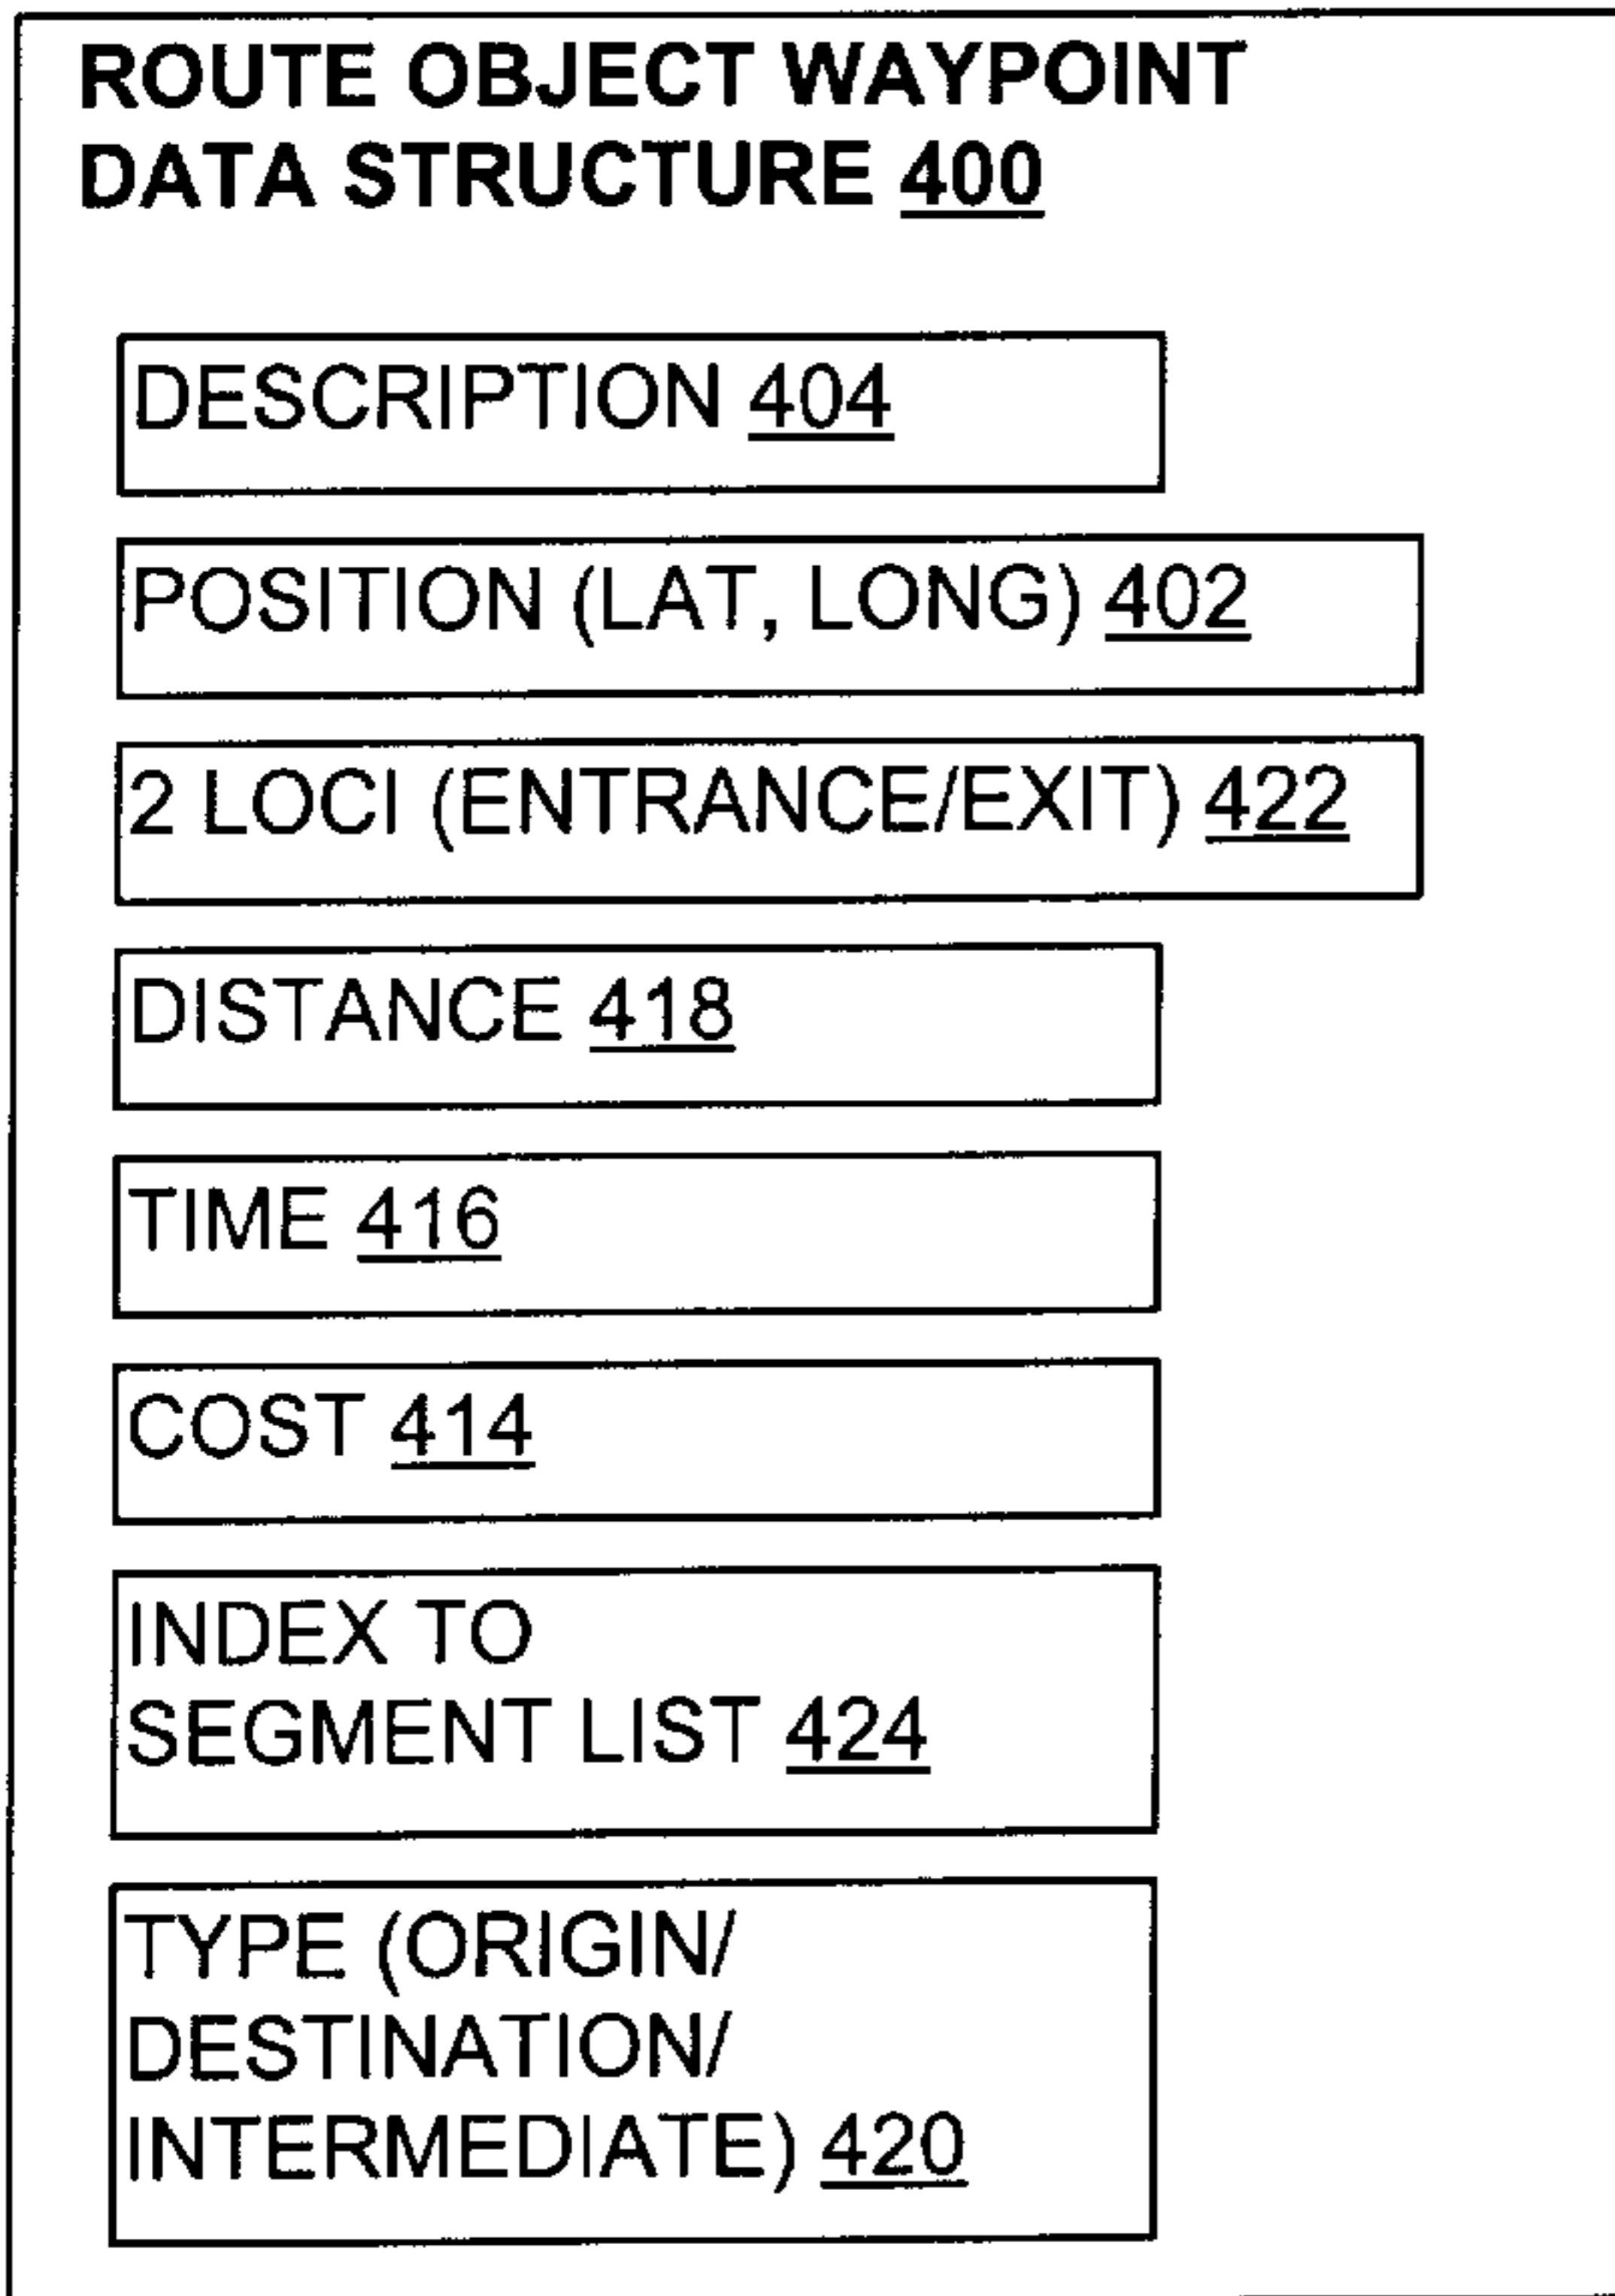 ROUTE OBJECT WAYPOINT
DATA STRUCTURE 400
DESCRIPTION 404
POSITION (LAT, LONG) 402
2 LOCI (ENTRANCE/EXIT) 422
DISTANCE 418
TIME 416
COST 414
INDEX TO
SEGMENT LIST 424
TYPE (ORIGIN/
DESTINATION/
INTERMEDIATE) 420